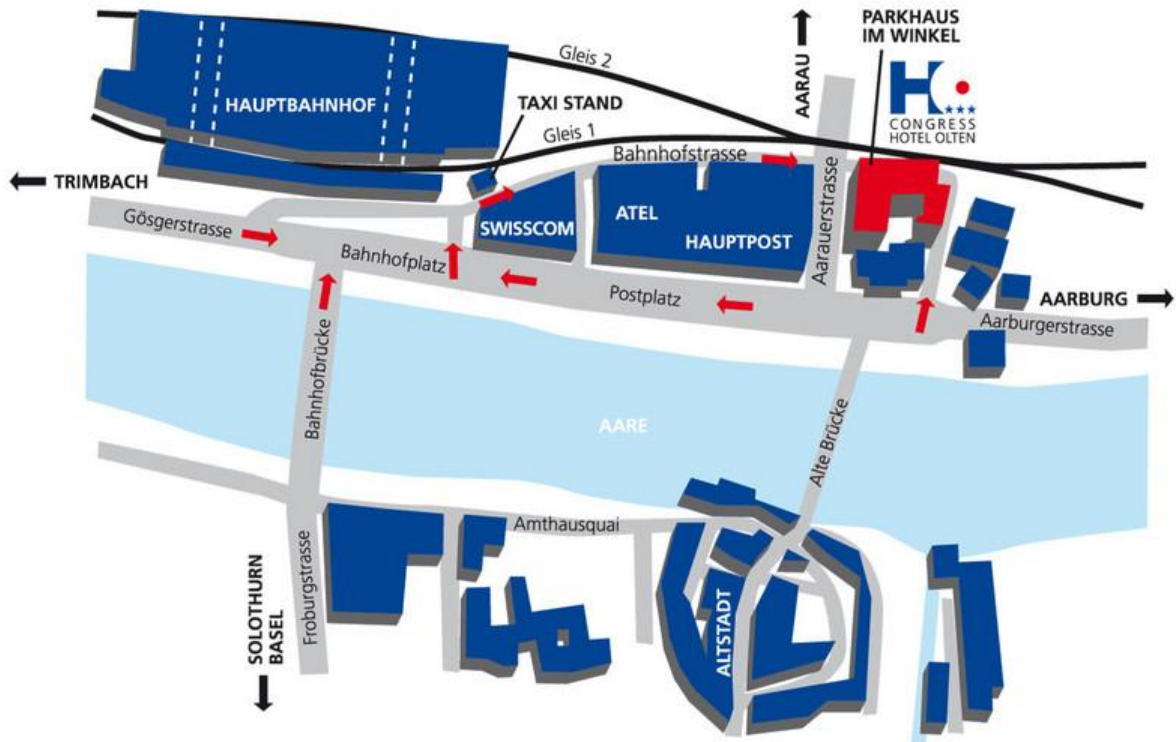 AARAU
PARKHAUS
IM WINKEL
Gleis 2
HAUPTBAHNHOF
TAXI STAND
H
CONGRESS
HOTEL OLTEN
Gleis 1
Bahnhofstrasse
TRIMBACH
Gösgerstrasse
SWISSCOM
ATEL
HAUPTPOST
Aarauerstrasse
Bahnhofplatz
Postplatz
AARBURG
Aarburgerstrasse
Bahnhofbrücke
AARE
Alte Brücke
Amthausquai
Froburgstrasse
SOLOTHURN
BASEL
ALTSTADT